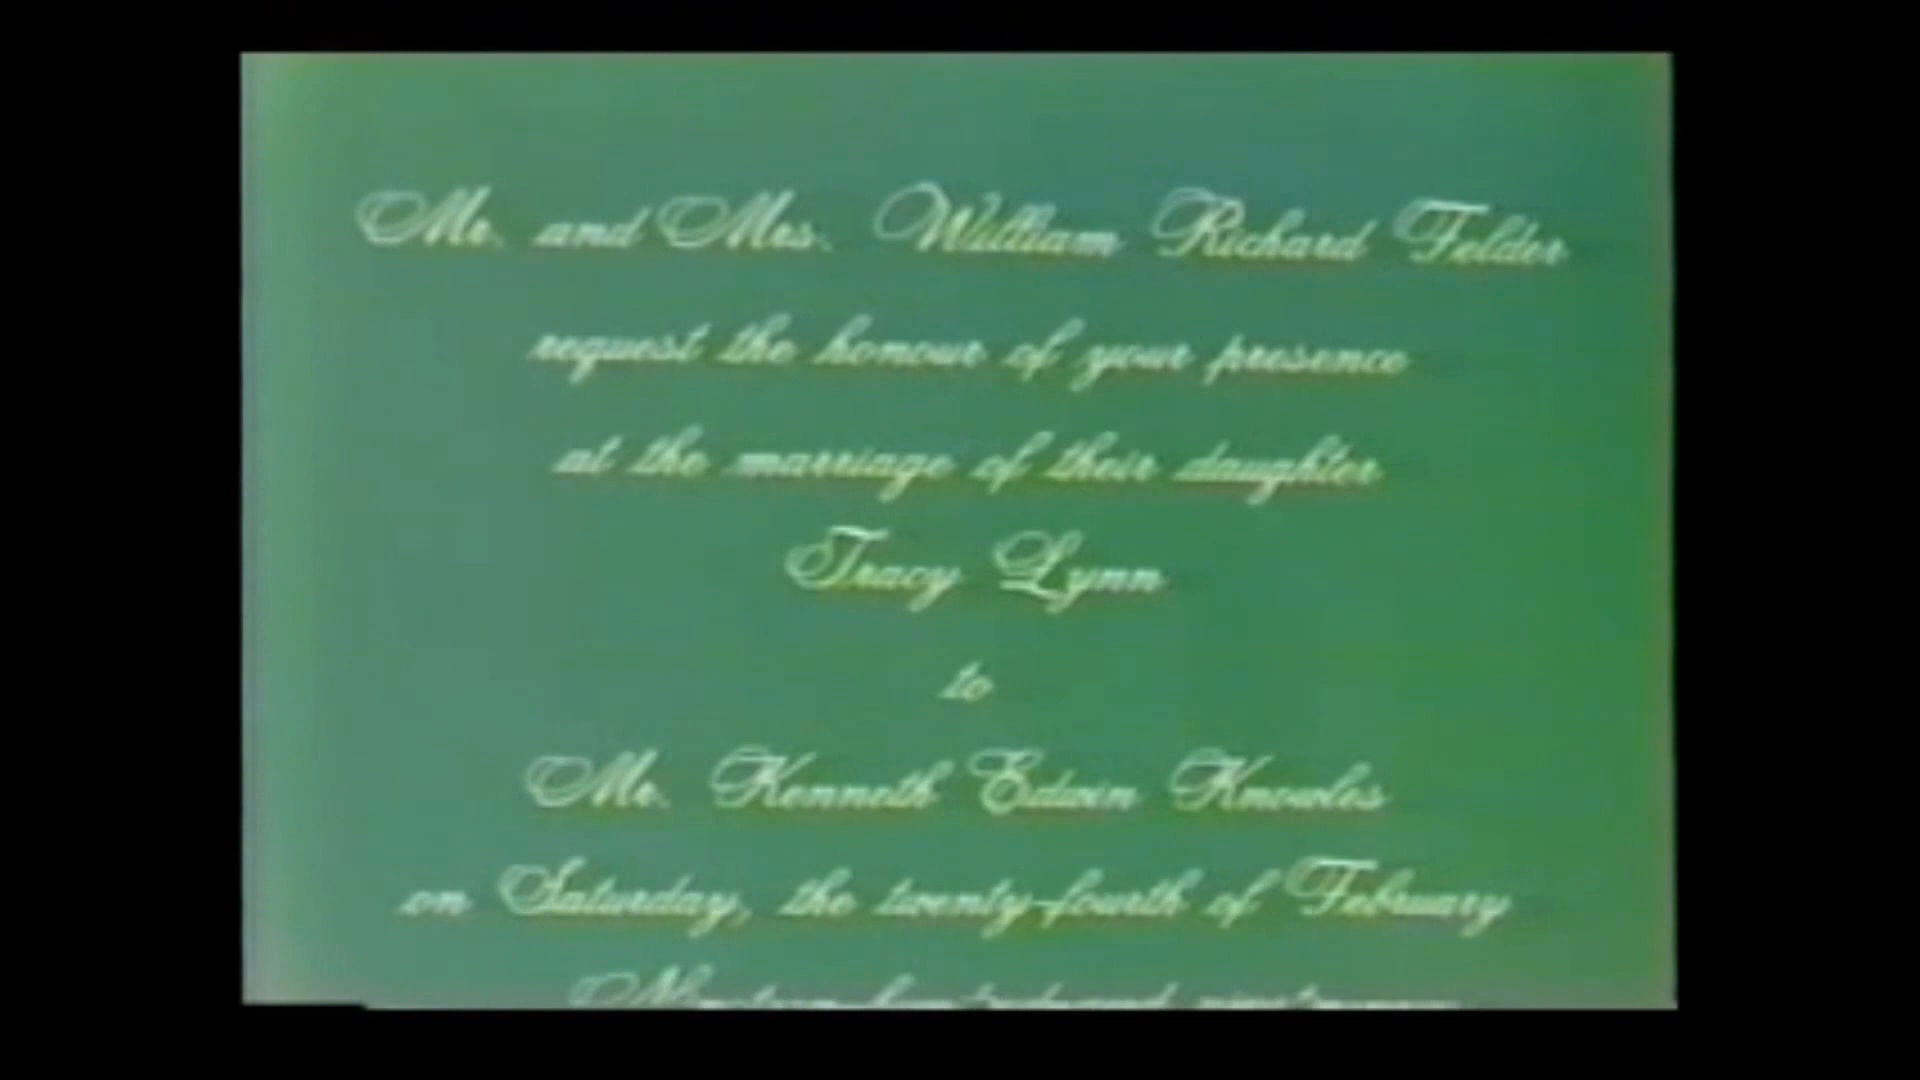 Mr. and Mrs. William Richard Felder
request the honour of your presence
at the marriage of their daughter
Tracy Lynn
to
Mr. Kenneth Edwin Knowles
on Saturday, the twenty-fourth of February